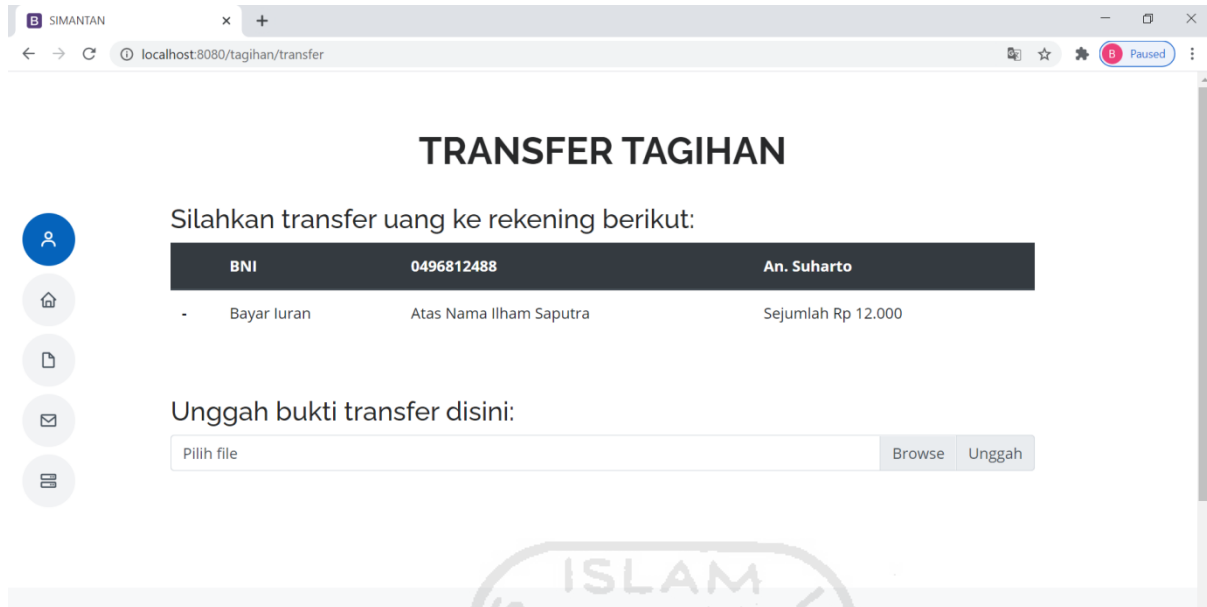 B SIMANTAN
localhost:8080/tagihan/transfer
B Paused
TRANSFER TAGIHAN
Silahkan transfer uang ke rekening berikut:
BNI 0496812488 An. Suharto
- Bayar Iuran Atas Nama Ilham Saputra Sejumlah Rp 12.000
Unggah bukti transfer disini:
Pilih file Browse Unggah
ISLAM